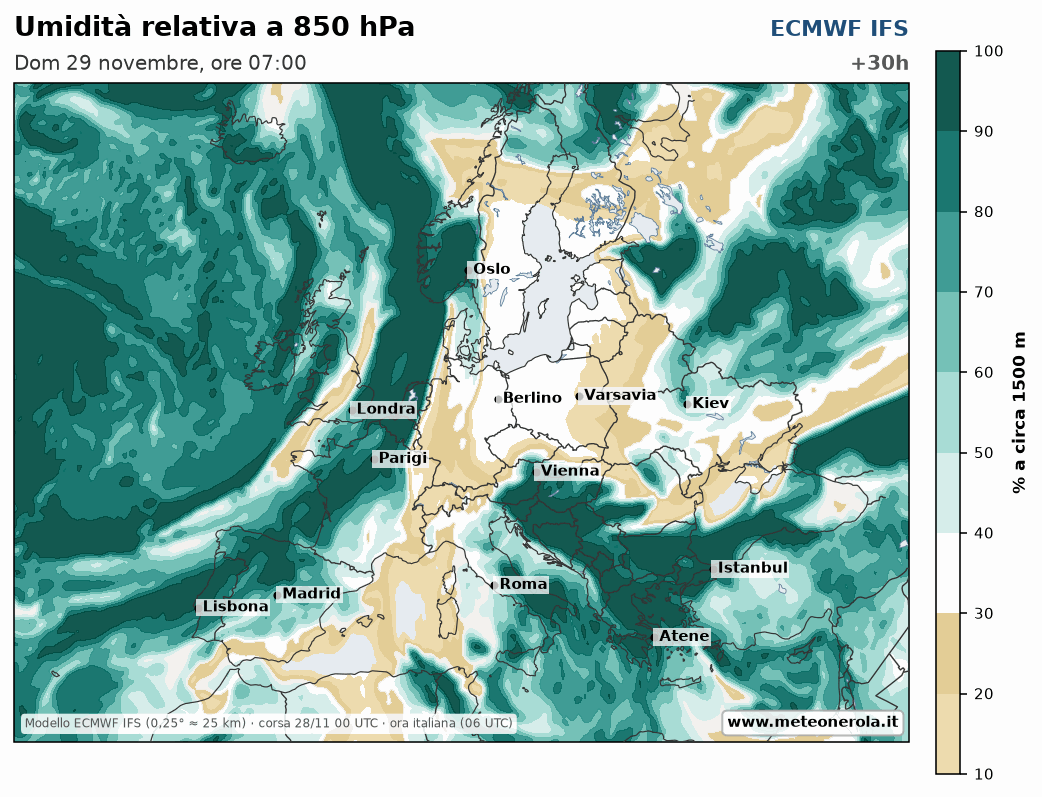 Umidità relativa a 850 hPa
ECMWF IFS
Dom 29 novembre, ore 07:00
+30h
100
90
80
70
60
50
40
30
20
10
% a circa 1500 m
Oslo
Londra
Berlino
Varsavia
Kiev
Parigi
Vienna
Istanbul
Roma
Madrid
Lisbona
Atene
Modello ECMWF IFS (0,25° ≈ 25 km) · corsa 28/11 00 UTC · ora italiana (06 UTC)
www.meteonerola.it